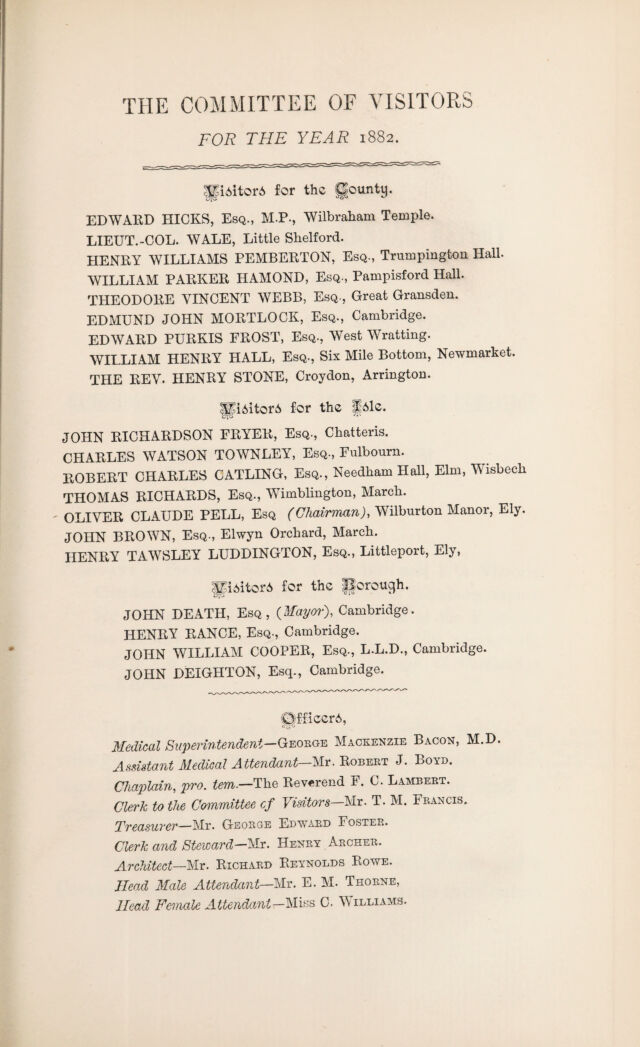 THE COMMITTEE OF VISITORS
FOR THE YEAR 1882.
Visitors for the County.
EDWARD HICKS, Esq., M.P., Wilbraham Temple.
LIEUT.-COL. WALE, Little Shelford.
HENRY WILLIAMS PEMBERTON, Esq., Trumpington Hall.
WILLIAM PARKER HAMOND, Esq., Pampisford Hall.
THEODORE VINCENT WEBB, Esq., Great Gransden.
EDMUND JOHN MORTLOCK, Esq., Cambridge.
EDWARD PURKIS FROST, Esq., West Wratting.
WILLIAM HENRY HALL, Esq., Six Mile Bottom, Newmarket.
THE REV. HENRY STONE, Croydon, Arrington.
Visitors for the Isle.
JOHN RICHARDSON FRYER, Esq., Chatteris.
CHARLES WATSON TOWNLEY, Esq., Fulbourn.
ROBERT CHARLES CATLING, Esq., Needham Hall, Elm, Wisbech
THOMAS RICHARDS, Esq., Wimblington, March.
OLIVER CLAUDE PELL, Esq (Chairman), Wilburton Manor, Ely.
JOHN BROWN, Esq., Elwyn Orchard, March.
HENRY TAWSLEY LUDDINGTON, Esq., Littleport, Ely,
Visitors for the Borough.
JOHN DEATH, Esq, (Mayor), Cambridge.
HENRY RANCE, Esq., Cambridge.
JOHN WILLIAM COOPER, Esq., L.L.D., Cambridge.
JOHN DEIGHTON, Esq., Cambridge.
Officers,
Medical Superintendent—George Mackenzie Bacon, M.D.
Assistant Medical Attendant—Mr. Robert J. Boyd.
Chaplain, pro. tem.—The Reverend F. C. Lambert.
Clerk to the Committee of Visitors—Mr. T. M. Francis.
Treasurer—Mr. George Edward Foster.
Clerk and Steward—Mr. Henry Archer.
Architect—Mr. Richard Reynolds Rowe.
Head Male Attendant—Mr. E. M. Thorne,
Head Female Attendant—Miss C. Williams.